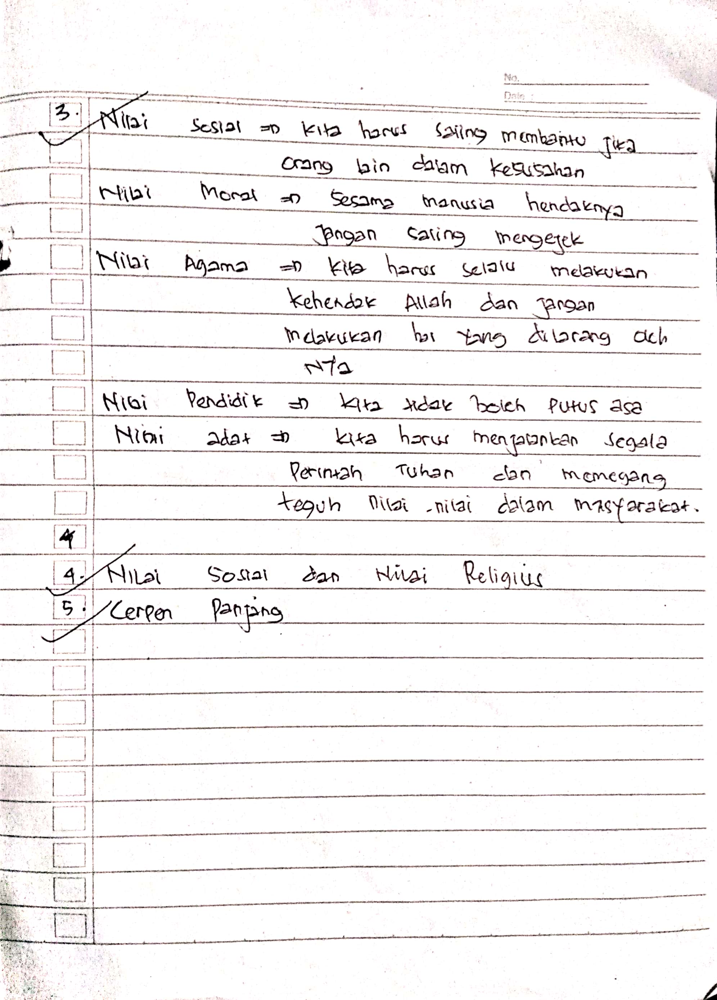 No.
Date :
3. Nilai Sosial => Kita harus saling membantu jika
orang lain dalam kesusahan
Nilai Moral => Sesama manusia hendaknya
jangan saling mengejek
Nilai Agama => kita harus selalu melakukan
kehendak Allah dan jangan
melakukan hal yang dilarang oleh
Nya
Nilai Pendidik => kita tidak boleh putus asa
Nilai adat => kita harus menjalankan segala
Perintah Tuhan dan memegang
teguh nilai-nilai dalam masyarakat.
4
4. Nilai Sosial dan Nilai Religius
5. Cerpen Panjang